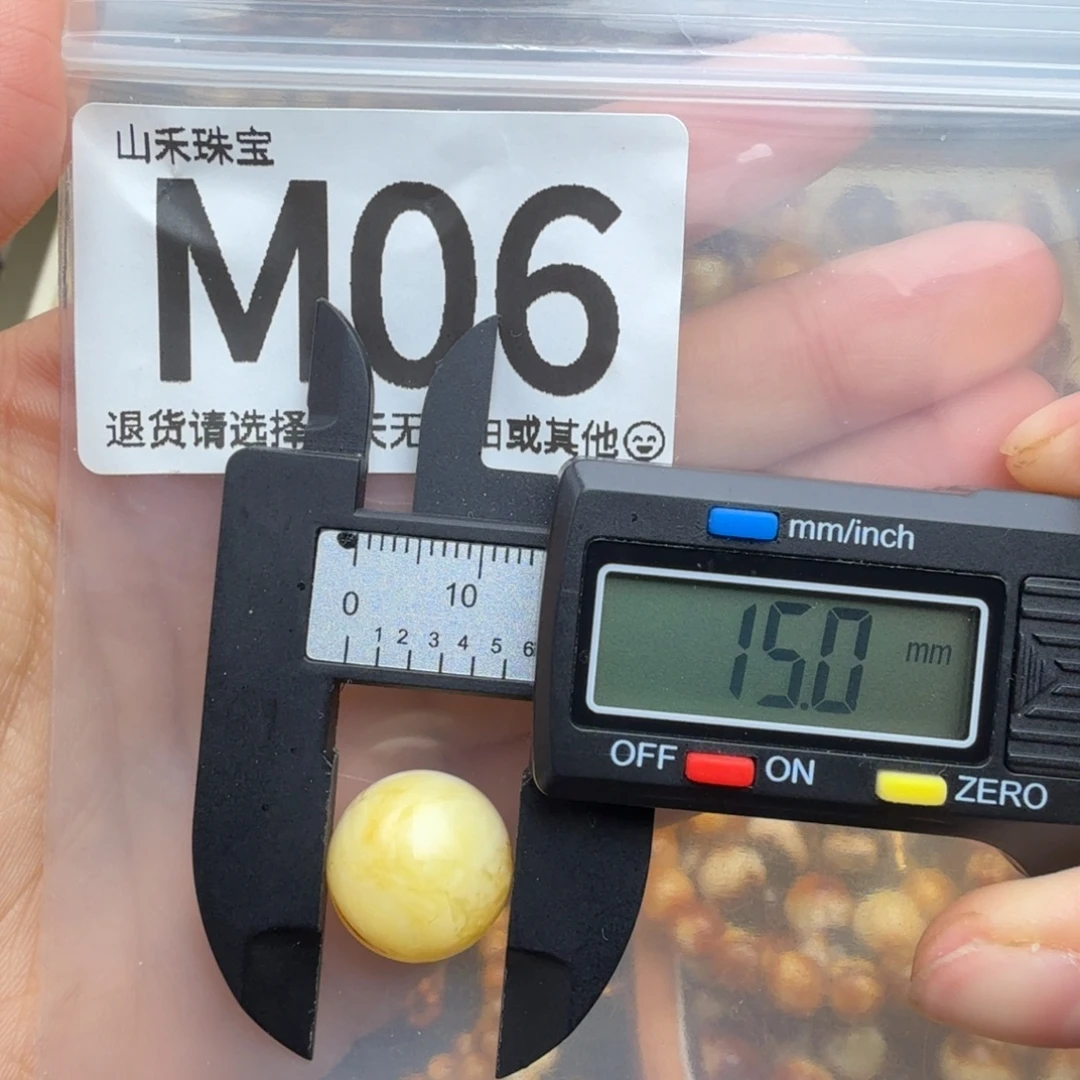 山禾珠宝
M06
退货请选择 天无 由或其他
mm/inch
0 10
1 2 3 4 5 6
15.0 mm
OFF ON ZERO